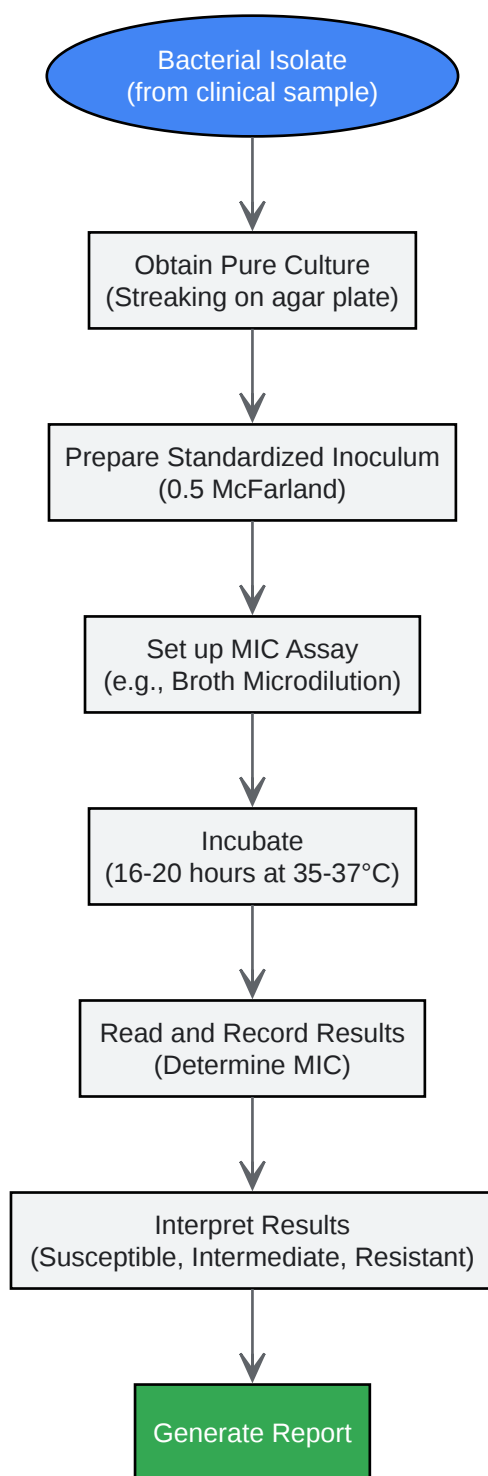 Bacterial Isolate
(from clinical sample)
Obtain Pure Culture
(Streaking on agar plate)
Prepare Standardized Inoculum
(0.5 McFarland)
Set up MIC Assay
(e.g., Broth Microdilution)
Incubate
(16-20 hours at 35-37°C)
Read and Record Results
(Determine MIC)
Interpret Results
(Susceptible, Intermediate, Resistant)
Generate Report